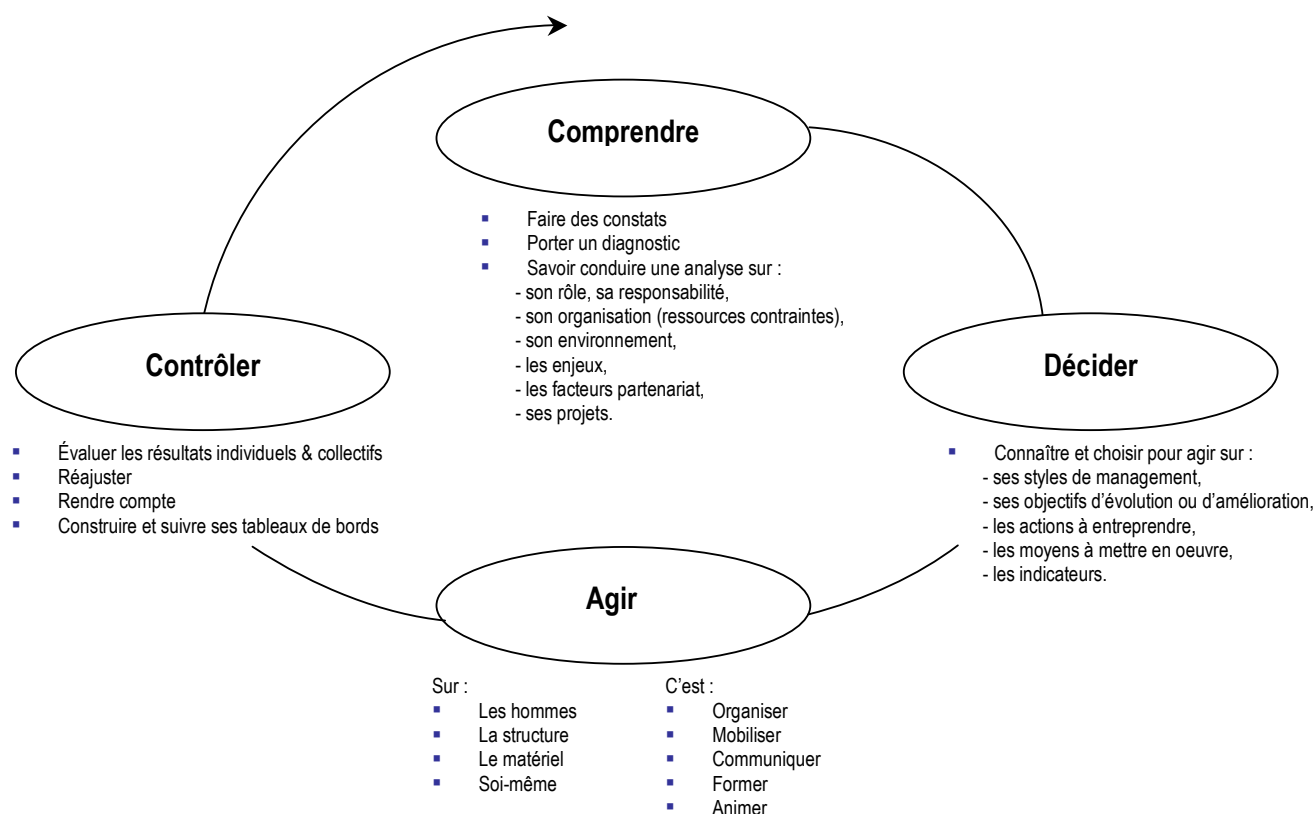 Comprendre
▪ Faire des constats
▪ Porter un diagnostic
▪ Savoir conduire une analyse sur :
- son rôle, sa responsabilité,
- son organisation (ressources contraintes),
- son environnement,
- les enjeux,
- les facteurs partenariat,
- ses projets.
Décider
▪ Connaître et choisir pour agir sur :
- ses styles de management,
- ses objectifs d’évolution ou d’amélioration,
- les actions à entreprendre,
- les moyens à mettre en oeuvre,
- les indicateurs.
Agir
Sur :
▪ Les hommes
▪ La structure
▪ Le matériel
▪ Soi-même
C’est :
▪ Organiser
▪ Mobiliser
▪ Communiquer
▪ Former
▪ Animer
Contrôler
▪ Évaluer les résultats individuels & collectifs
▪ Réajuster
▪ Rendre compte
▪ Construire et suivre ses tableaux de bords